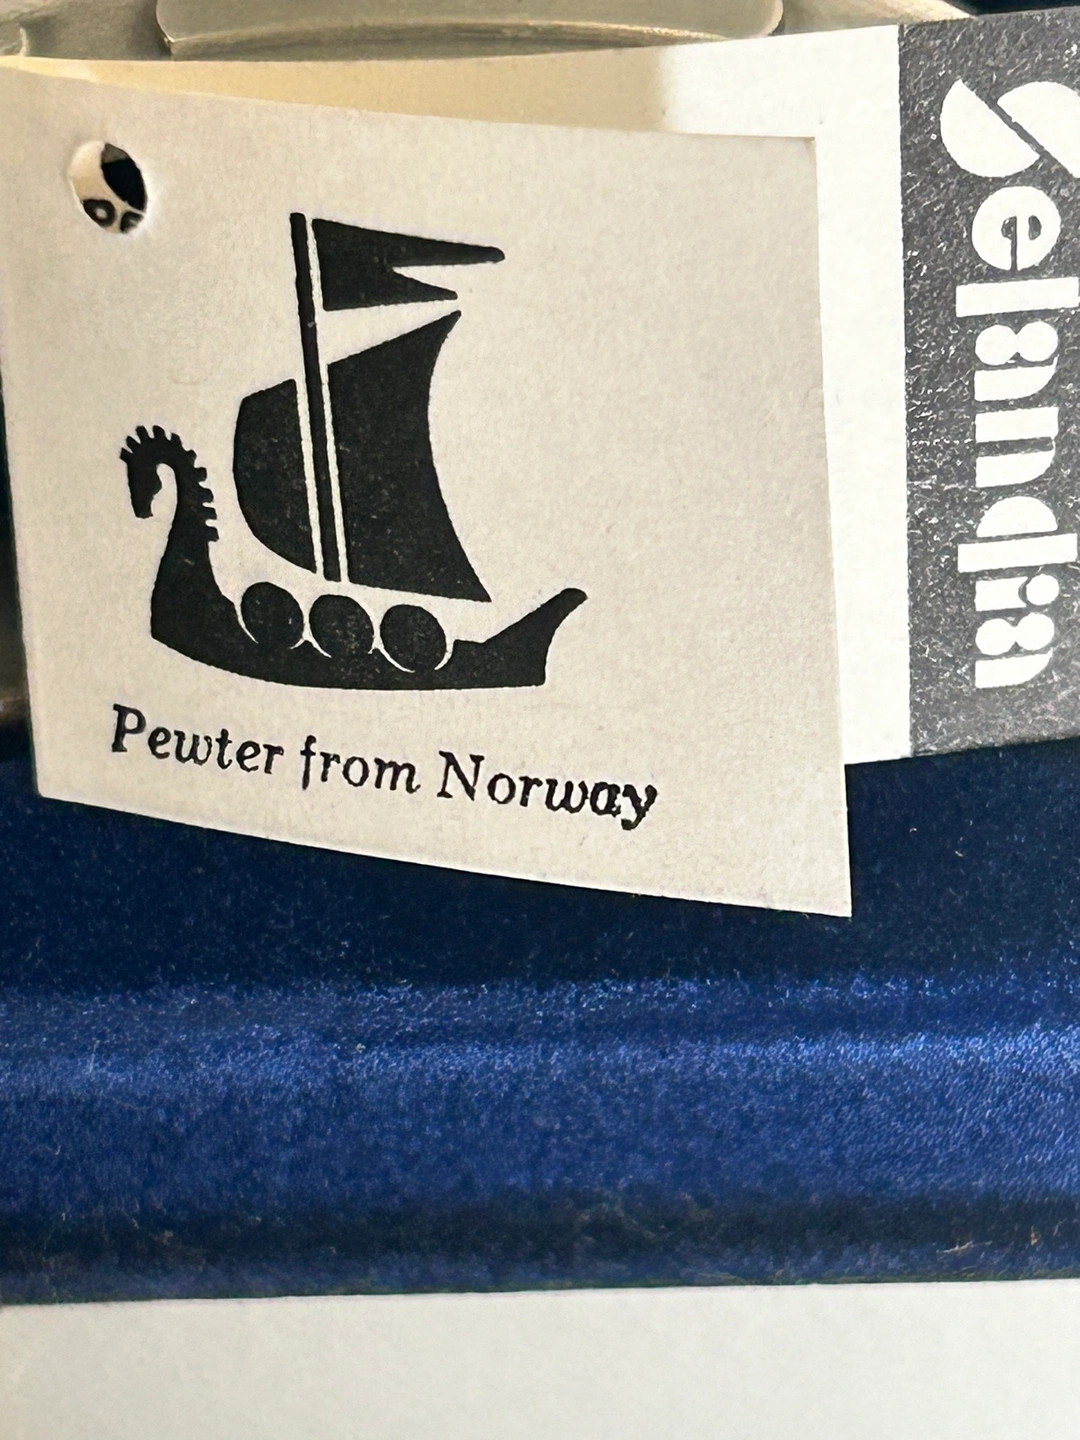 Pewter from Norway
Selandia